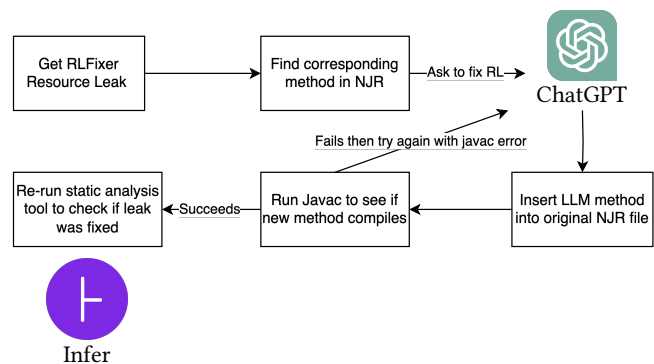 Get RLFixer
Resource Leak
Find corresponding
method in NJR
Ask to fix RL
ChatGPT
Fails then try again with javac error
Re-run static analysis
tool to check if leak
was fixed
Succeeds
Run Javac to see if
new method compiles
Insert LLM method
into original NJR file
Infer